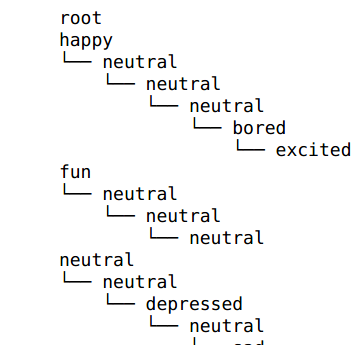 root
happy
└── neutral
    └── neutral
        └── neutral
            └── bored
                └── excited
fun
└── neutral
    └── neutral
        └── neutral
neutral
└── neutral
    └── depressed
        └── neutral